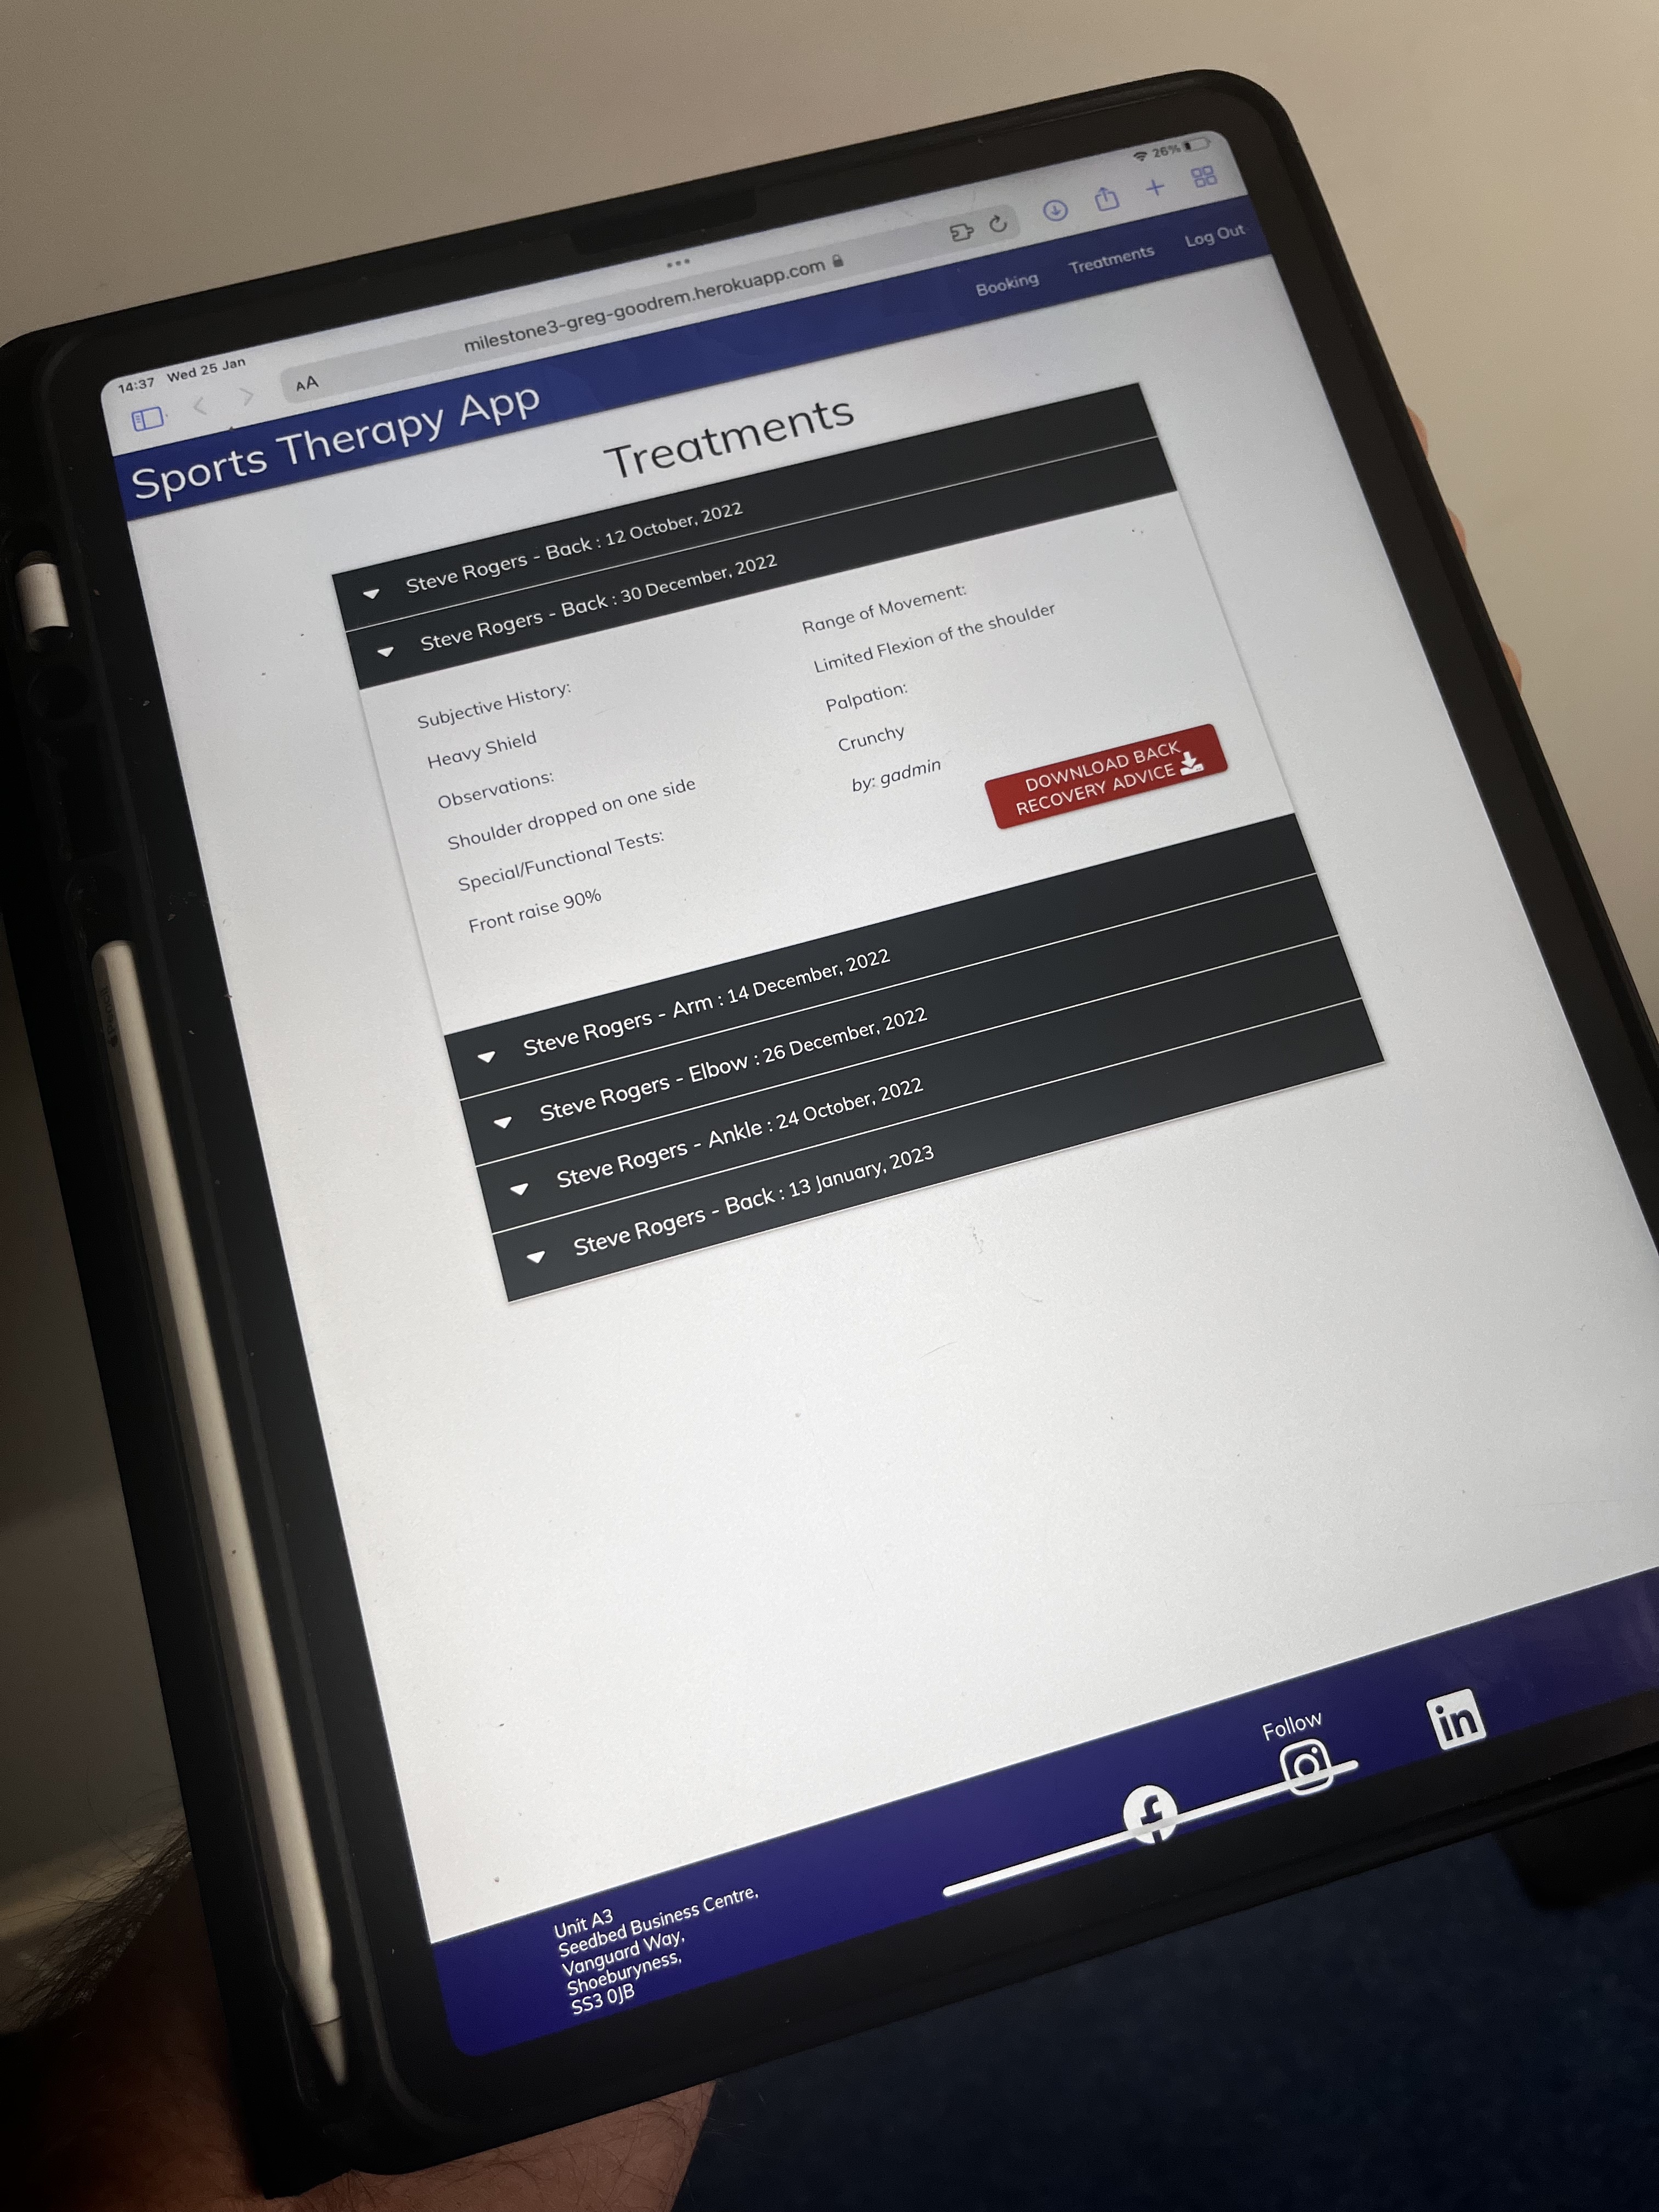 14:37 Wed 25 Jan
26%
AA
milestone3-greg-goodrem.herokuapp.com
Sports Therapy App
Booking
Treatments
Log Out
Treatments
Steve Rogers - Back : 12 October, 2022
Steve Rogers - Back : 30 December, 2022
Subjective History:
Heavy Shield
Observations:
Shoulder dropped on one side
Special/Functional Tests:
Front raise 90%
Range of Movement:
Limited Flexion of the shoulder
Palpation:
Crunchy
by: gadmin
DOWNLOAD BACK
RECOVERY ADVICE
Steve Rogers - Arm : 14 December, 2022
Steve Rogers - Elbow : 26 December, 2022
Steve Rogers - Ankle : 24 October, 2022
Steve Rogers - Back : 13 January, 2023
Unit A3
Seedbed Business Centre,
Vanguard Way,
Shoeburyness,
SS3 0JB
Follow
in